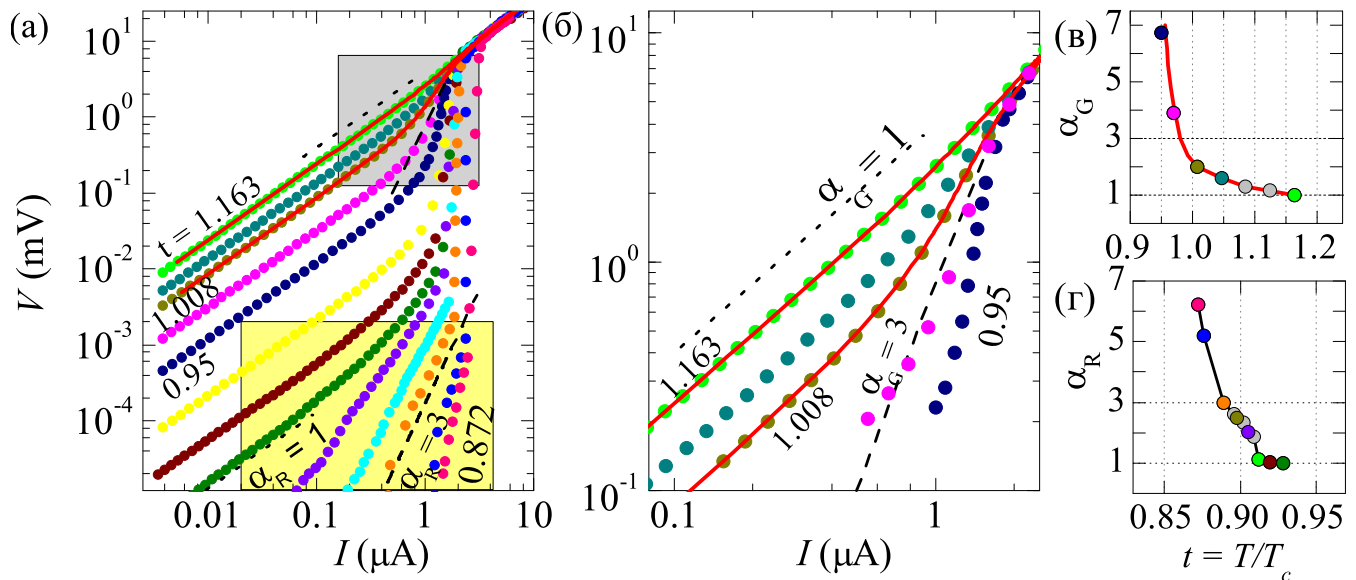 (а)
V (mV)
10¹
10⁰
10⁻¹
10⁻²
10⁻³
10⁻⁴
t = 1.163
1.008
0.95
α_R = 1
α_R = 3
0.872
0.01
0.1
1
10
I (μA)
(б)
10¹
10⁰
10⁻¹
α_G = 1
1.163
1.008
α_G = 3
0.95
0.1
1
I (μA)
(в)
α_G
7
5
3
1
0.9
1.0
1.1
1.2
(г)
α_R
7
5
3
1
0.85
0.90
0.95
t = T/T_c